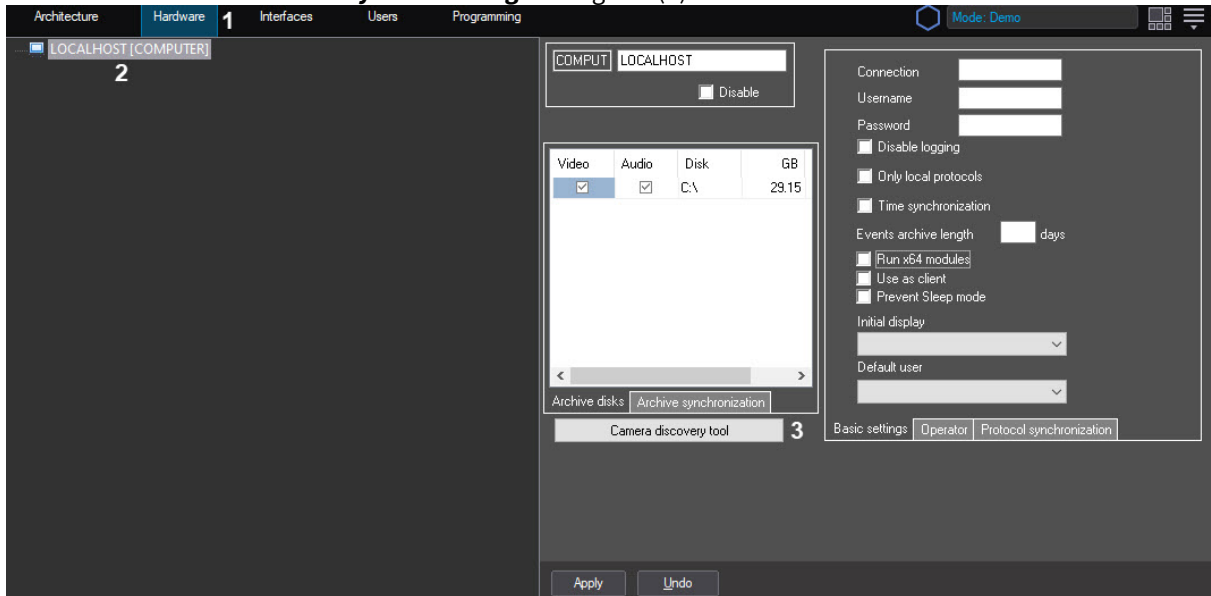 Architecture Hardware 1 Interfaces Users Programming Mode: Demo
LOCALHOST [COMPUTER]
2
COMPUT LOCALHOST
Disable
Video Audio Disk GB
C:\ 29.15
Archive disks Archive synchronization
Camera discovery tool 3
Connection
Username
Password
Disable logging
Only local protocols
Time synchronization
Events archive length days
Run x64 modules
Use as client
Prevent Sleep mode
Initial display
Default user
Basic settings Operator Protocol synchronization
Apply Undo